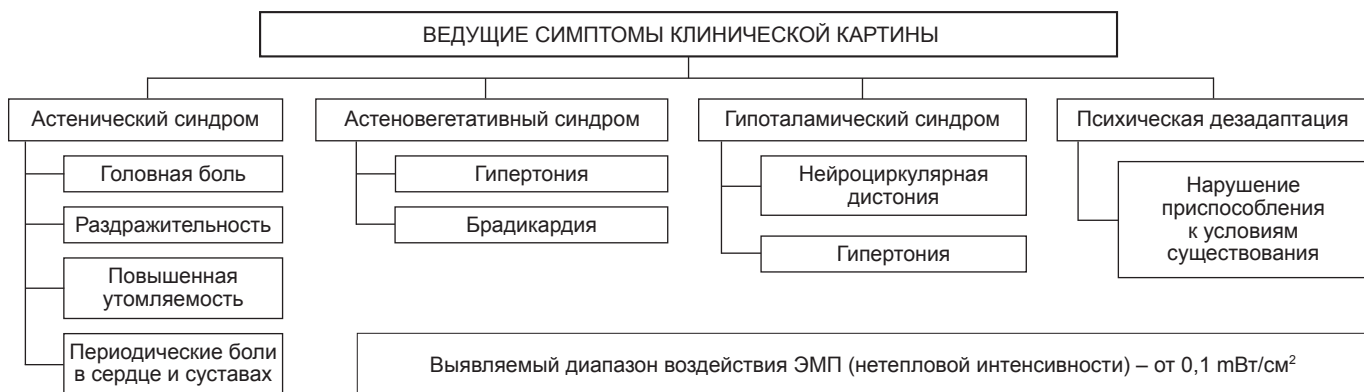 ВЕДУЩИЕ СИМПТОМЫ КЛИНИЧЕСКОЙ КАРТИНЫ
Астенический синдром
Головная боль
Раздражительность
Повышенная
утомляемость
Периодические боли
в сердце и суставах
Астеновегетативный синдром
Гипертония
Брадикардия
Гипоталамический синдром
Нейроциркулярная
дистония
Гипертония
Психическая дезадаптация
Нарушение
приспособления
к условиям
существования
Выявляемый диапазон воздействия ЭМП (нетепловой интенсивности) – от 0,1 mВт/см²